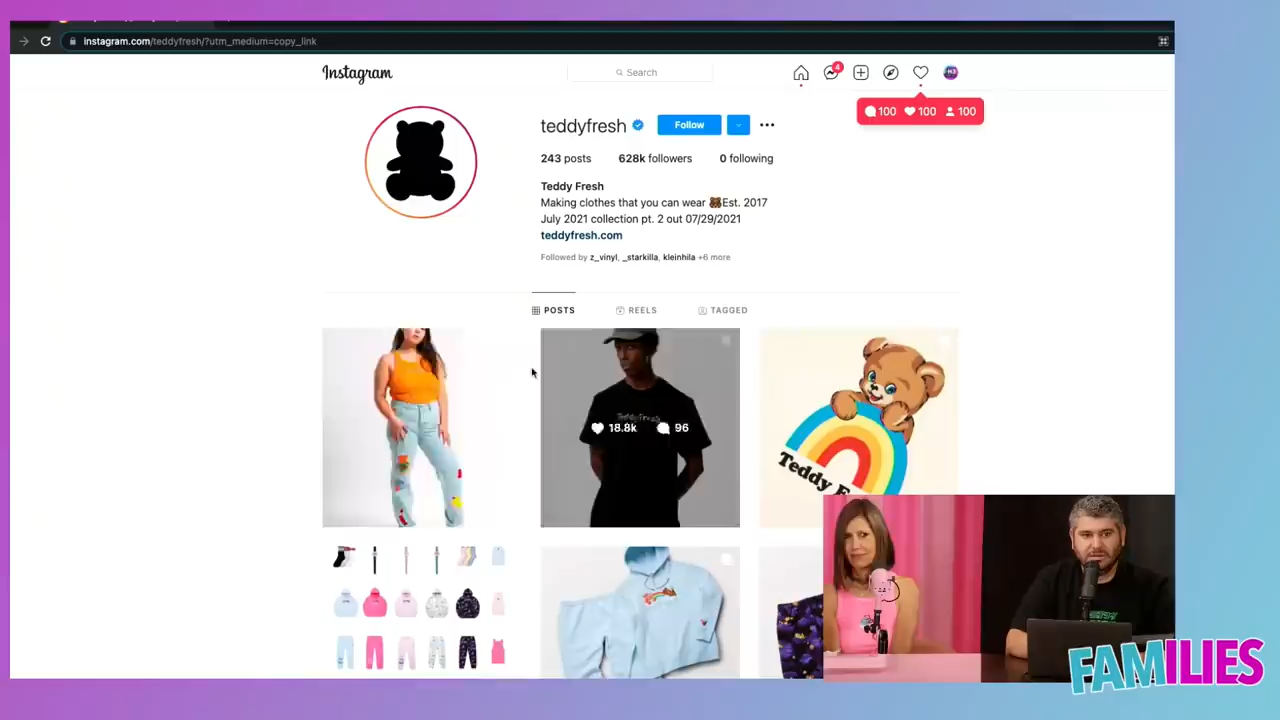 instagram.com/teddyfresh/?utm_medium=copy_link
Instagram
Search
4
teddyfresh
Follow
100 100 100
243 posts 628k followers 0 following
Teddy Fresh
Making clothes that you can wear 🧸Est. 2017
July 2021 collection pt. 2 out 07/29/2021
teddyfresh.com
Followed by z_vinyl, _starkilla, kleinhila +6 more
POSTS REELS TAGGED
TeddyFresh
18.8k 96
Teddy F
FAMILIES